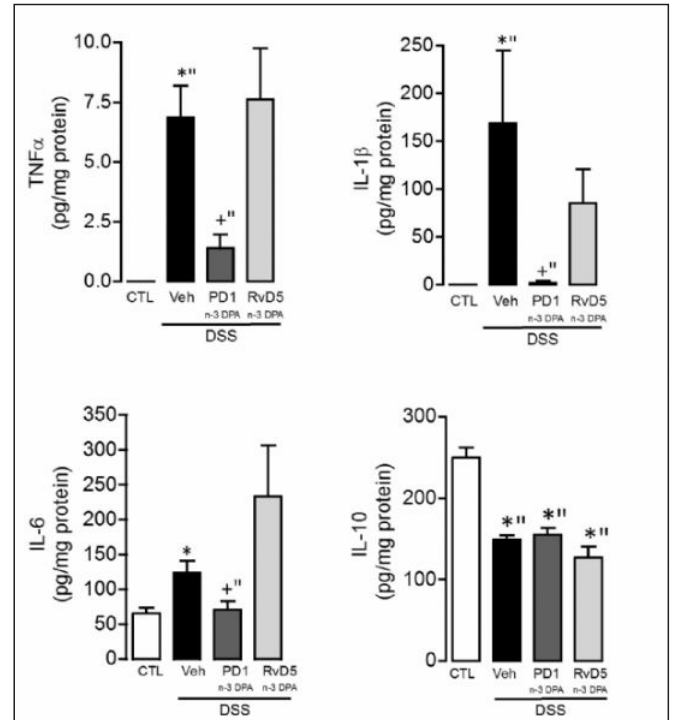 TNFα
(pg/mg protein)
10.0
7.5
5.0
2.5
0.0
*"
+"
CTL Veh PD1 RvD5
n-3 DPA n-3 DPA
DSS
IL-1β
(pg/mg protein)
250
200
150
100
50
0
*"
+"
CTL Veh PD1 RvD5
n-3 DPA n-3 DPA
DSS
IL-6
(pg/mg protein)
350
300
250
200
150
100
50
0
*
+"
CTL Veh PD1 RvD5
n-3 DPA n-3 DPA
DSS
IL-10
(pg/mg protein)
300
200
100
0
*" *" *"
CTL Veh PD1 RvD5
n-3 DPA n-3 DPA
DSS